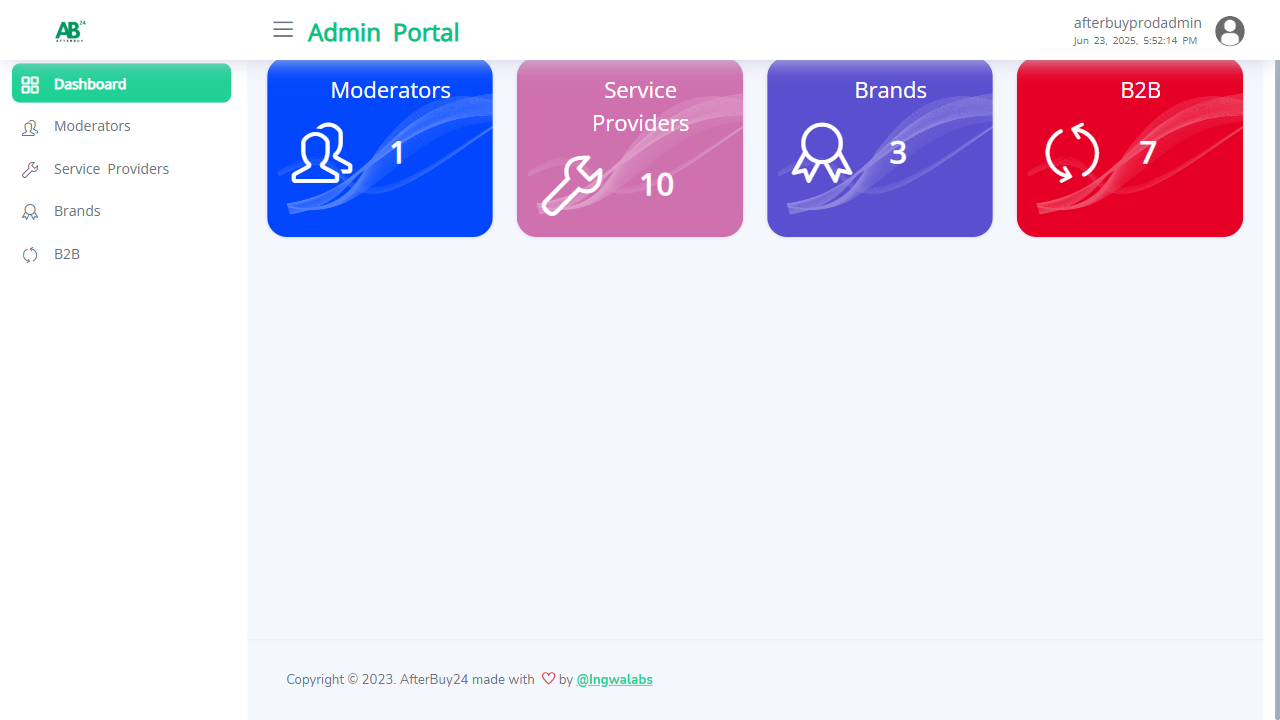 AB24
AFTERBUY
Admin Portal
afterbuyprodadmin
Jun 23, 2025, 5:52:14 PM
Dashboard
Moderators
Service Providers
Brands
B2B
Moderators
1
Service
Providers
10
Brands
3
B2B
7
Copyright © 2023. AfterBuy24 made with ♡ by @Ingwalabs